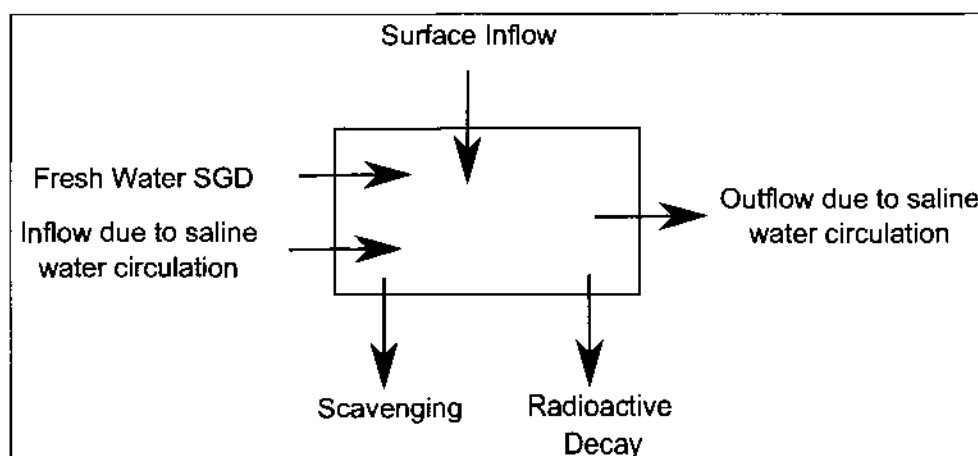 Surface Inflow
Fresh Water SGD
Inflow due to saline
water circulation
Outflow due to saline
water circulation
Scavenging
Radioactive
Decay